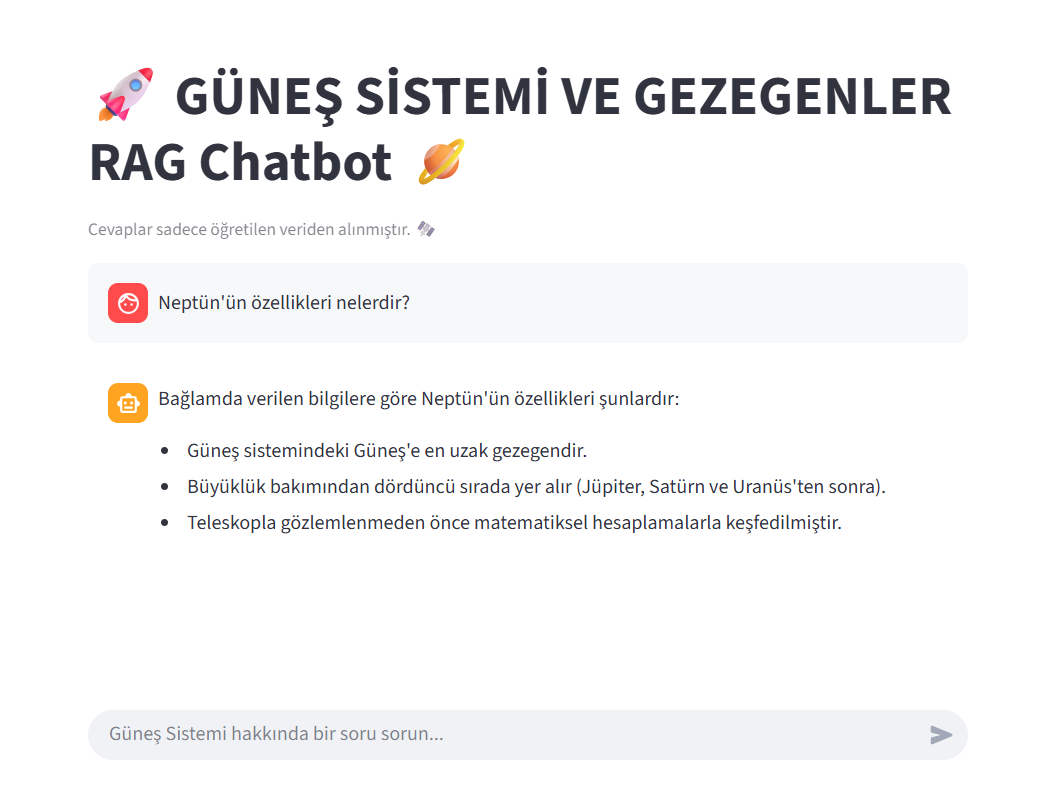 🚀 GÜNEŞ SİSTEMİ VE GEZEGENLER
RAG Chatbot 🪐
Cevaplar sadece öğretilen veriden alınmıştır. 🛰️
Neptün'ün özellikleri nelerdir?
Bağlamda verilen bilgilere göre Neptün'ün özellikleri şunlardır:
• Güneş sistemindeki Güneş'e en uzak gezegendir.
• Büyüklük bakımından dördüncü sırada yer alır (Jüpiter, Satürn ve Uranüs'ten sonra).
• Teleskopla gözlemlenmeden önce matematiksel hesaplamalarla keşfedilmiştir.
Güneş Sistemi hakkında bir soru sorun...